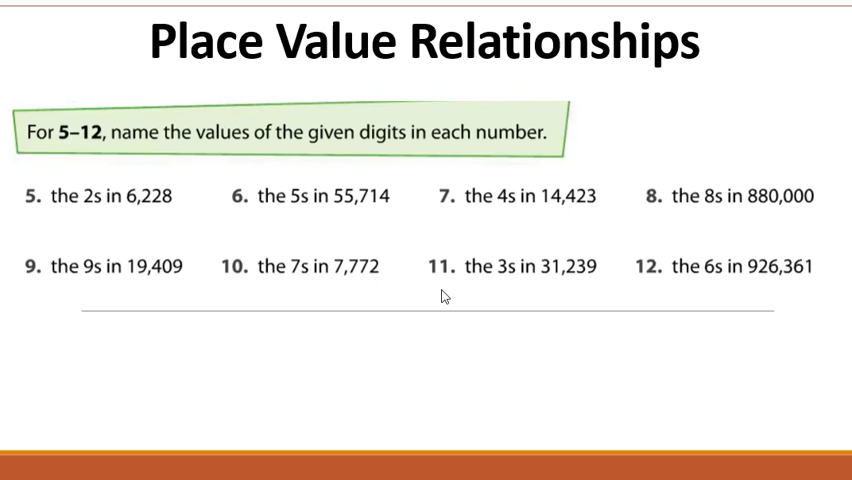 Place Value Relationships
For 5–12, name the values of the given digits in each number.
5. the 2s in 6,228 6. the 5s in 55,714 7. the 4s in 14,423 8. the 8s in 880,000
9. the 9s in 19,409 10. the 7s in 7,772 11. the 3s in 31,239 12. the 6s in 926,361